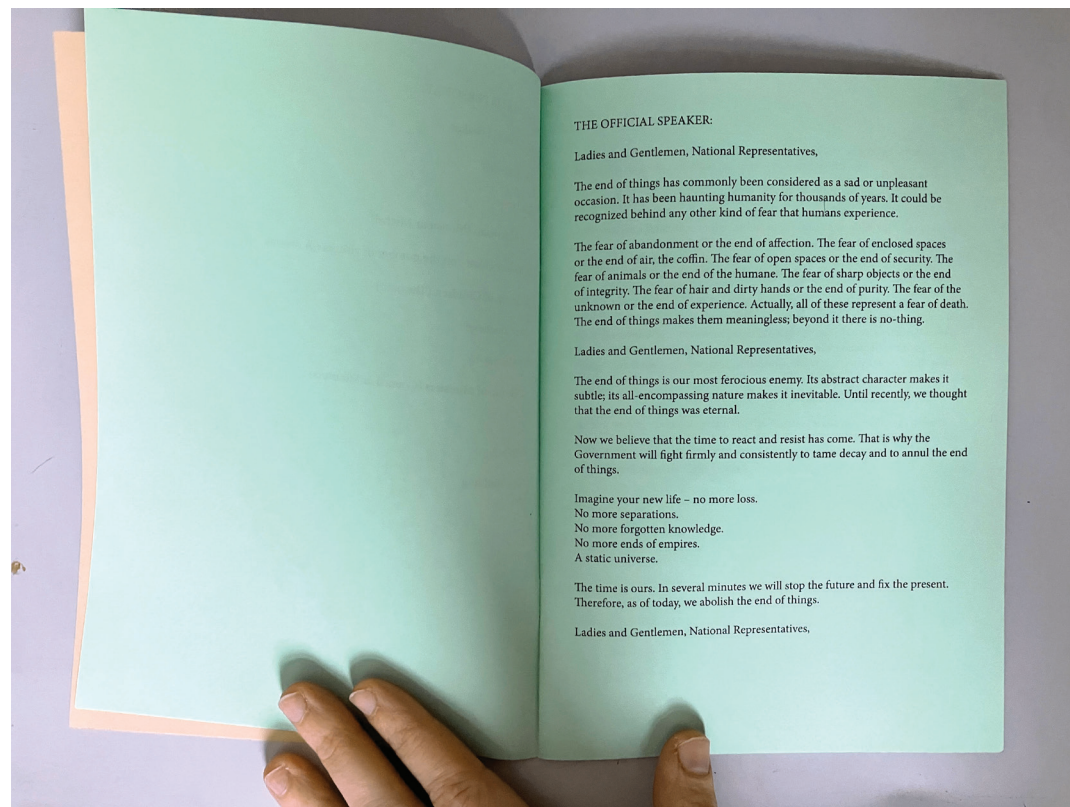 THE OFFICIAL SPEAKER:
Ladies and Gentlemen, National Representatives,
The end of things has commonly been considered as a sad or unpleasant
occasion. It has been haunting humanity for thousands of years. It could be
recognized behind any other kind of fear that humans experience.
The fear of abandonment or the end of affection. The fear of enclosed spaces
or the end of air, the coffin. The fear of open spaces or the end of security. The
fear of animals or the end of the humane. The fear of sharp objects or the end
of integrity. The fear of hair and dirty hands or the end of purity. The fear of the
unknown or the end of experience. Actually, all of these represent a fear of death.
The end of things makes them meaningless; beyond it there is no-thing.
Ladies and Gentlemen, National Representatives,
The end of things is our most ferocious enemy. Its abstract character makes it
subtle; its all-encompassing nature makes it inevitable. Until recently, we thought
that the end of things was eternal.
Now we believe that the time to react and resist has come. That is why the
Government will fight firmly and consistently to tame decay and to annul the end
of things.
Imagine your new life – no more loss.
No more separations.
No more forgotten knowledge.
No more ends of empires.
A static universe.
The time is ours. In several minutes we will stop the future and fix the present.
Therefore, as of today, we abolish the end of things.
Ladies and Gentlemen, National Representatives,